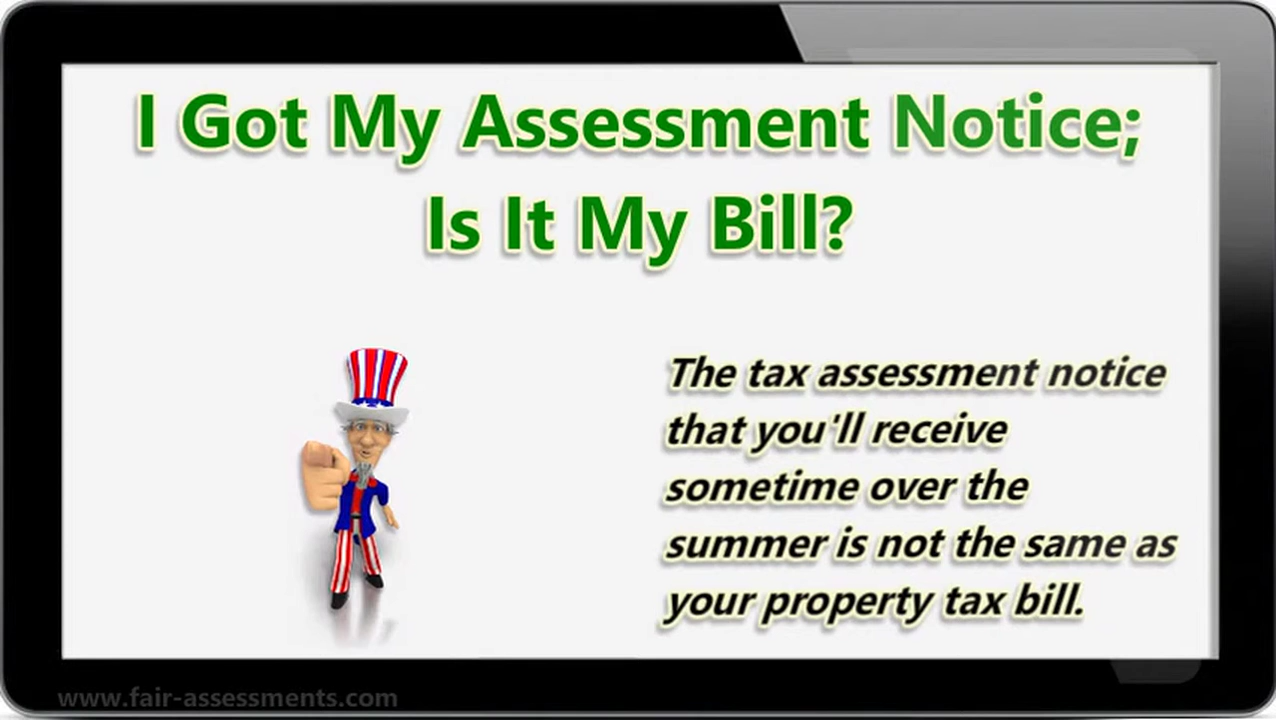 I Got My Assessment Notice;
Is It My Bill?
The tax assessment notice
that you'll receive
sometime over the
summer is not the same as
your property tax bill.
www.fair-assessments.com